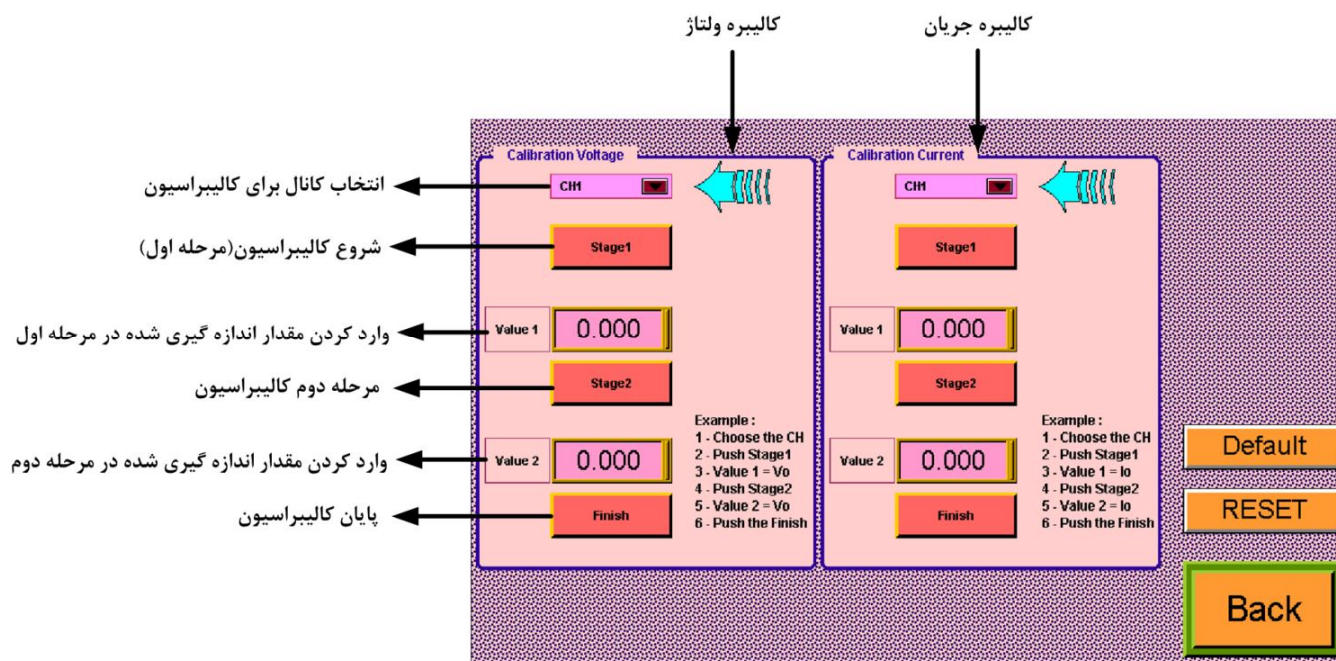 کالیبره ولتاژ
کالیبره جریان
انتخاب کانال برای کالیبراسیون
شروع کالیبراسیون(مرحله اول)
وارد کردن مقدار اندازه گیری شده در مرحله اول
مرحله دوم کالیبراسیون
وارد کردن مقدار اندازه گیری شده در مرحله دوم
پایان کالیبراسیون
Calibration Voltage
CH1
Stage1
Value 1
0.000
Stage2
Value 2
0.000
Finish
Example :
1 - Choose the CH
2 - Push Stage1
3 - Value 1 = Vo
4 - Push Stage2
5 - Value 2 = Vo
6 - Push the Finish
Calibration Current
CH1
Stage1
Value 1
0.000
Stage2
Value 2
0.000
Finish
Example :
1 - Choose the CH
2 - Push Stage1
3 - Value 1 = Io
4 - Push Stage2
5 - Value 2 = Io
6 - Push the Finish
Default
RESET
Back